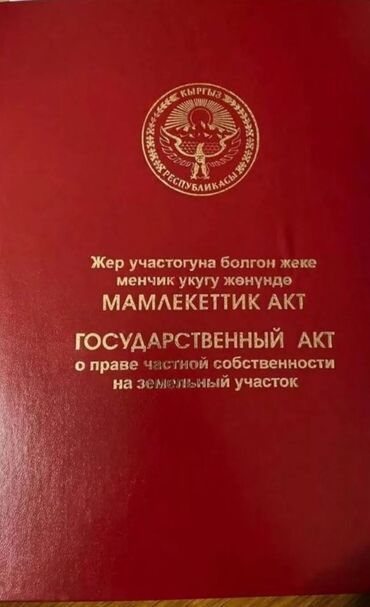 КЫРГЫЗ
РЕСПУБЛИКАСЫ
Жер участогуна болгон жеке
менчик укугу жөнүндө
МАМЛЕКЕТТИК АКТ
ГОСУДАРСТВЕННЫЙ АКТ
о праве частной собственности
на земельный участок